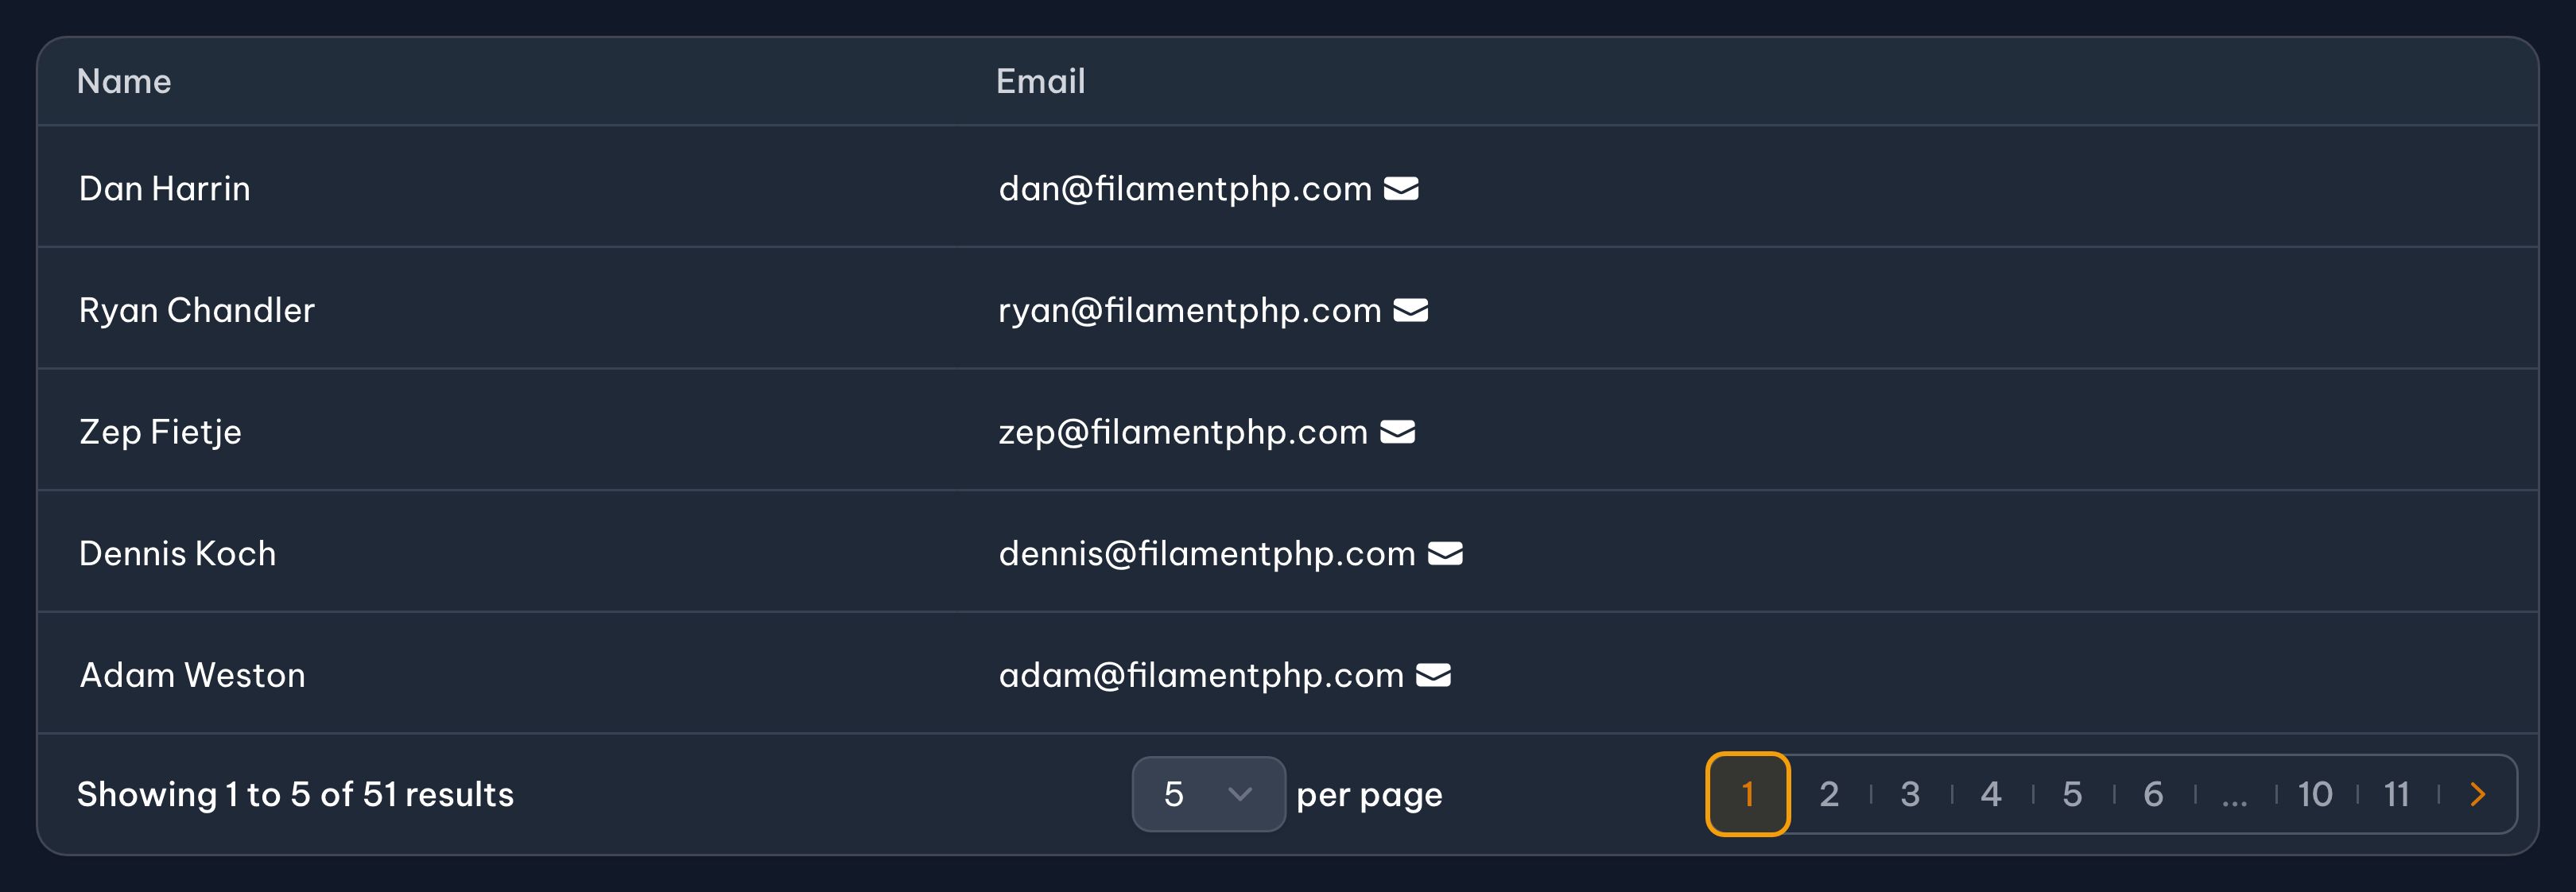 Name Email
Dan Harrin dan@filamentphp.com
Ryan Chandler ryan@filamentphp.com
Zep Fietje zep@filamentphp.com
Dennis Koch dennis@filamentphp.com
Adam Weston adam@filamentphp.com
Showing 1 to 5 of 51 results 5 per page 1 2 3 4 5 6 ... 10 11